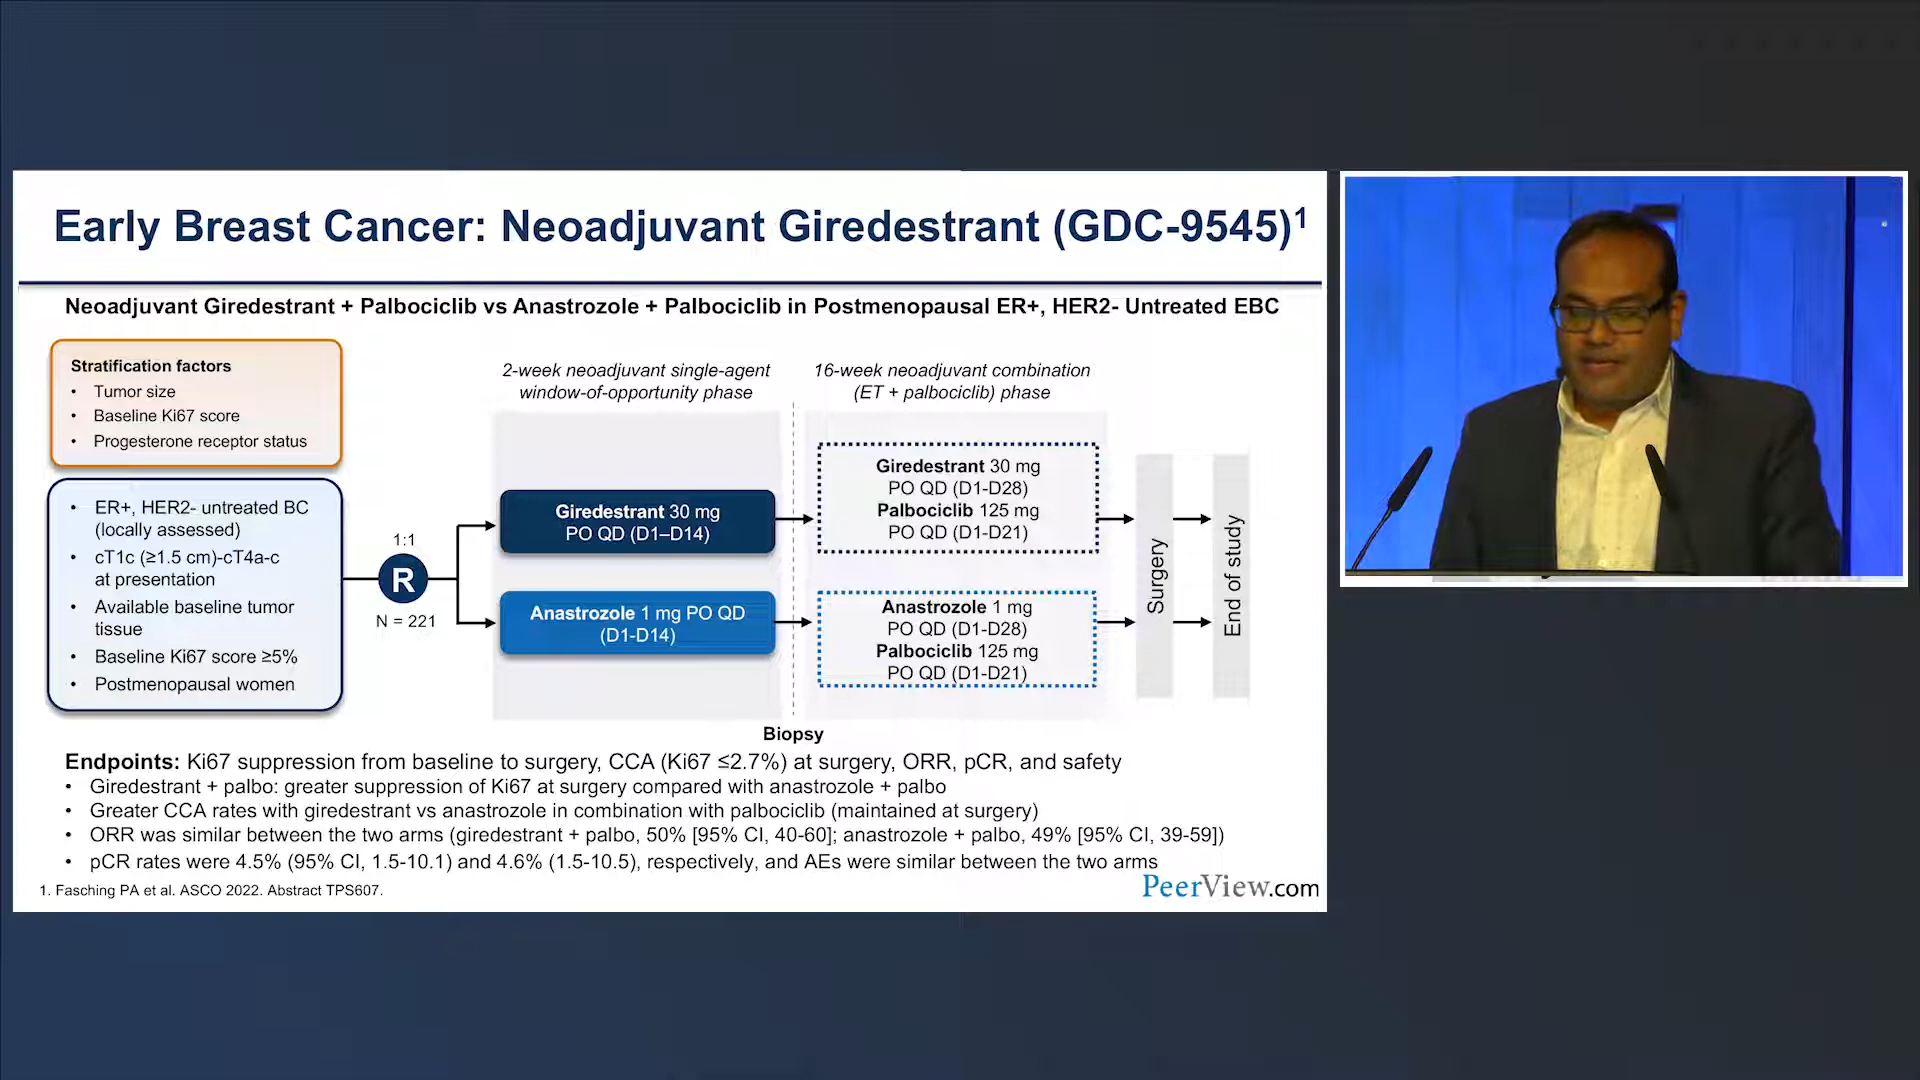 Early Breast Cancer: Neoadjuvant Giredestrant (GDC-9545)1
Neoadjuvant Giredestrant + Palbociclib vs Anastrozole + Palbociclib in Postmenopausal ER+, HER2- Untreated EBC
Stratification factors
• Tumor size
• Baseline Ki67 score
• Progesterone receptor status
• ER+, HER2- untreated BC
(locally assessed)
• cT1c (≥1.5 cm)-cT4a-c
at presentation
• Available baseline tumor
tissue
• Baseline Ki67 score ≥5%
• Postmenopausal women
1:1
R
N = 221
2-week neoadjuvant single-agent
window-of-opportunity phase
Giredestrant 30 mg
PO QD (D1–D14)
Anastrozole 1 mg PO QD
(D1-D14)
16-week neoadjuvant combination
(ET + palbociclib) phase
Giredestrant 30 mg
PO QD (D1-D28)
Palbociclib 125 mg
PO QD (D1-D21)
Anastrozole 1 mg
PO QD (D1-D28)
Palbociclib 125 mg
PO QD (D1-D21)
Surgery
End of study
Biopsy
Endpoints: Ki67 suppression from baseline to surgery, CCA (Ki67 ≤2.7%) at surgery, ORR, pCR, and safety
• Giredestrant + palbo: greater suppression of Ki67 at surgery compared with anastrozole + palbo
• Greater CCA rates with giredestrant vs anastrozole in combination with palbociclib (maintained at surgery)
• ORR was similar between the two arms (giredestrant + palbo, 50% [95% CI, 40-60]; anastrozole + palbo, 49% [95% CI, 39-59])
• pCR rates were 4.5% (95% CI, 1.5-10.1) and 4.6% (1.5-10.5), respectively, and AEs were similar between the two arms
1. Fasching PA et al. ASCO 2022. Abstract TPS607.
PeerView.com